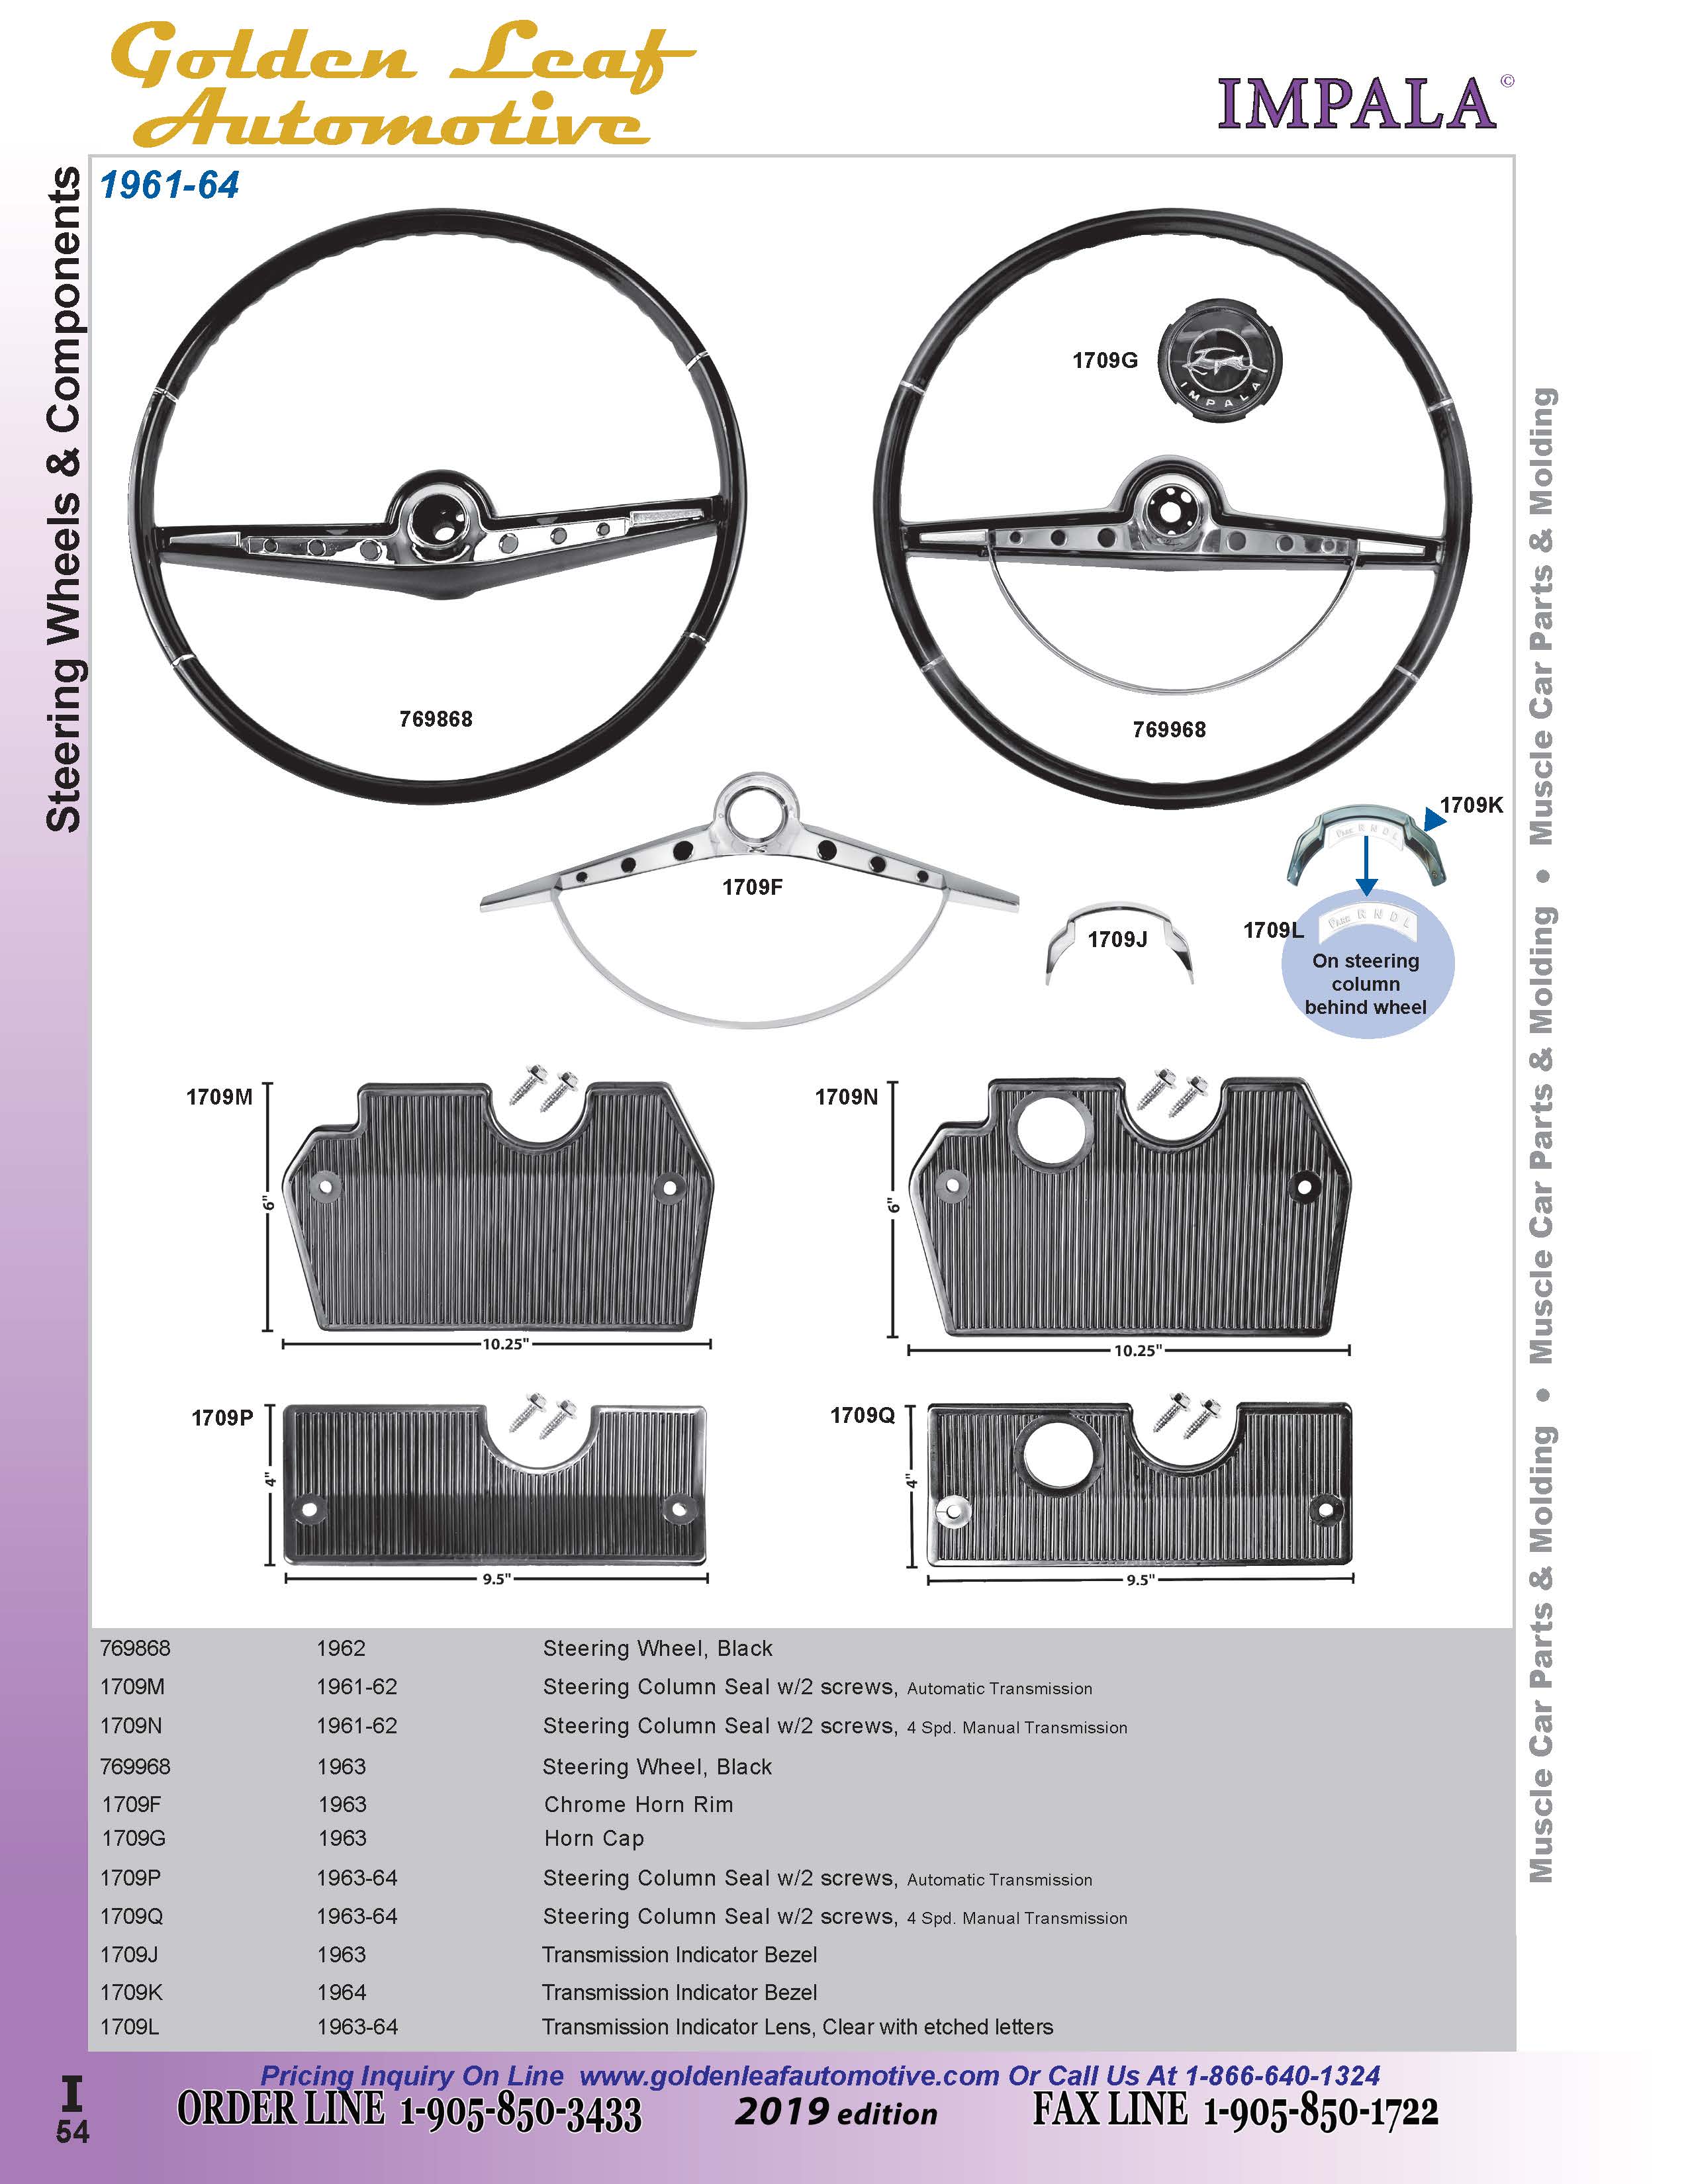 Golden Leaf
Automotive
IMPALA©
Steering Wheels & Components
1961-64
1709G
IMPALA
769868
769968
1709K
PARK R N D L
1709F
1709J
1709L
PARK R N D L
On steering
column
behind wheel
1709M
6"
10.25"
1709N
6"
10.25"
1709P
4"
9.5"
1709Q
4"
9.5"
769868 1962 Steering Wheel, Black
1709M 1961-62 Steering Column Seal w/2 screws, Automatic Transmission
1709N 1961-62 Steering Column Seal w/2 screws, 4 Spd. Manual Transmission
769968 1963 Steering Wheel, Black
1709F 1963 Chrome Horn Rim
1709G 1963 Horn Cap
1709P 1963-64 Steering Column Seal w/2 screws, Automatic Transmission
1709Q 1963-64 Steering Column Seal w/2 screws, 4 Spd. Manual Transmission
1709J 1963 Transmission Indicator Bezel
1709K 1964 Transmission Indicator Bezel
1709L 1963-64 Transmission Indicator Lens, Clear with etched letters
Muscle Car Parts & Molding • Muscle Car Parts & Molding • Muscle Car Parts & Molding
Pricing Inquiry On Line www.goldenleafautomotive.com Or Call Us At 1-866-640-1324
ORDER LINE 1-905-850-3433 2019 edition FAX LINE 1-905-850-1722
I
54